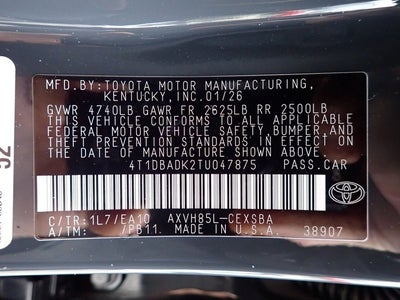 MFD.BY:TOYOTA MOTOR MANUFACTURING,
KENTUCKY,INC.01/26
GVWR 4740LB GAWR FR 2625LB RR 2500LB
THIS VEHICLE CONFORMS TO ALL APPLICABLE
FEDERAL MOTOR VEHICLE SAFETY, BUMPER,AND
THEFT PREVENTION STANDARDS IN EFFECT ON
THE DATE OF MANUFACTURE SHOWN ABOVE.
4T1DBADK2TU047875 PASS.CAR
C/TR:1L7/EA10 AXVH85L-CEXSBA
A/TM: /PB11. MADE IN U.S.A. 38907